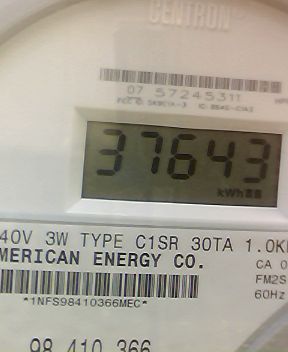 CENTRON
07 57245311
37643
kWh
40V 3W TYPE C1SR 30TA 1.0K
MERICAN ENERGY CO.
CA 0
FM2S
60Hz
*1NFS98410366MEC*
98 410 366